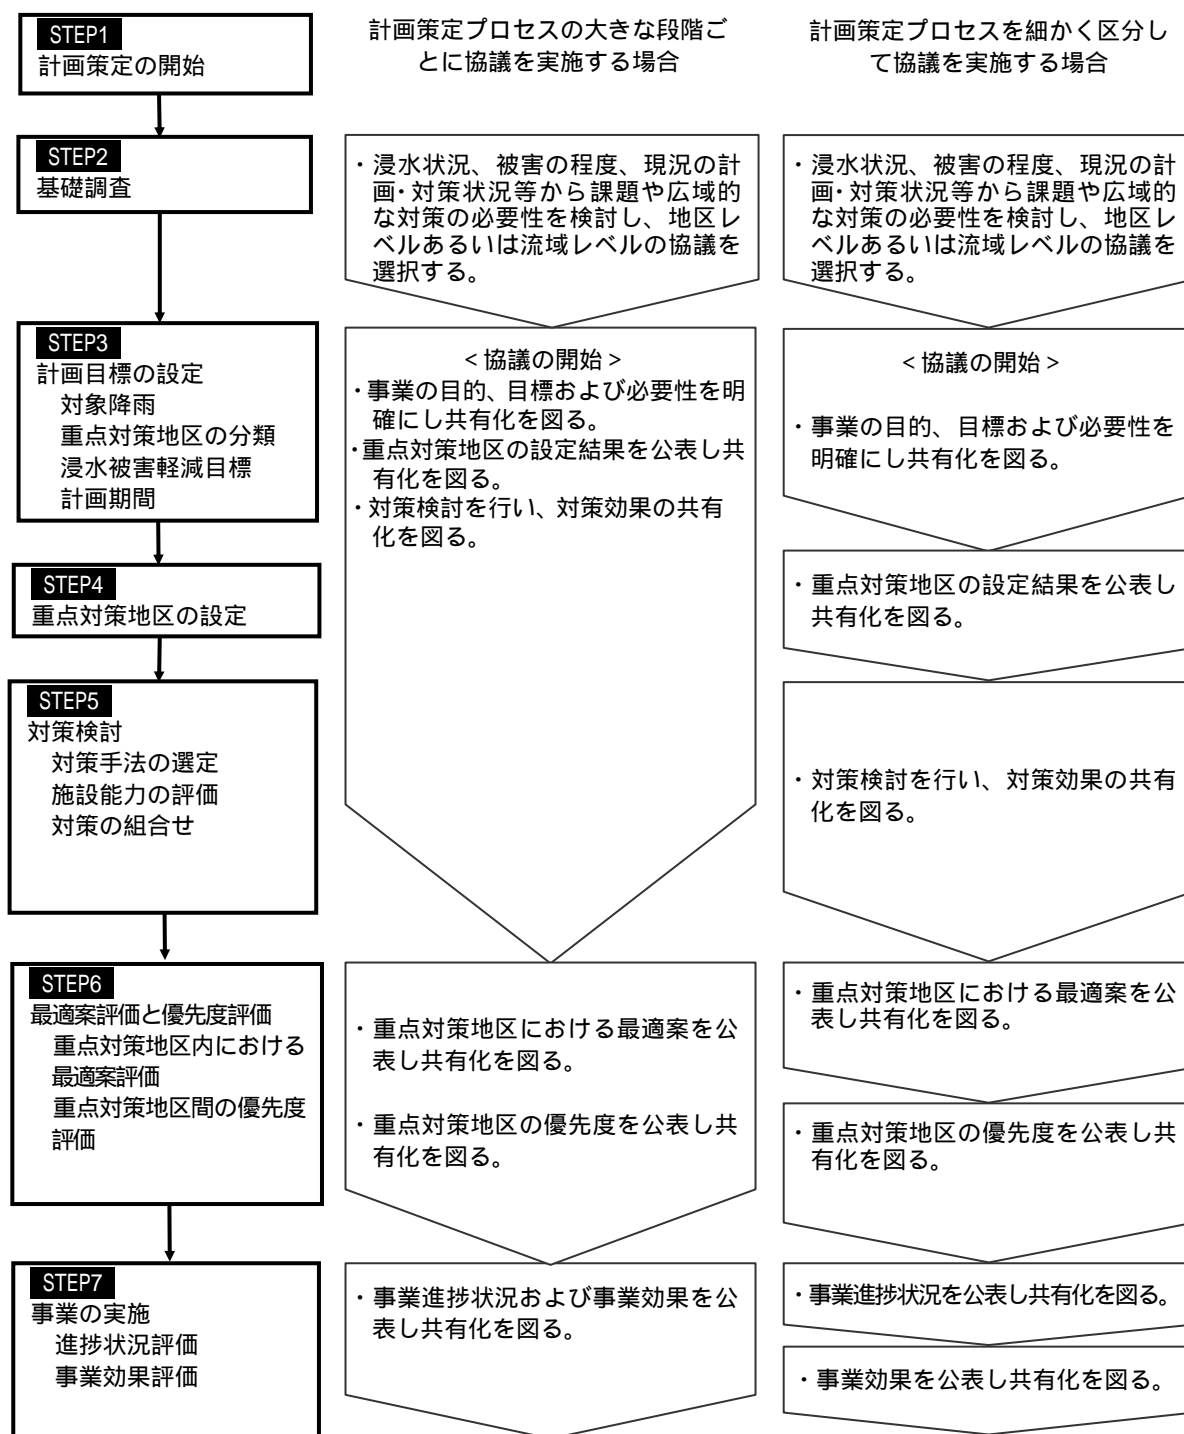 STEP1
計画策定の開始
STEP2
基礎調査
STEP3
計画目標の設定
対象降雨
重点対策地区の分類
浸水被害軽減目標
計画期間
STEP4
重点対策地区の設定
STEP5
対策検討
対策手法の選定
施設能力の評価
対策の組合せ
STEP6
最適案評価と優先度評価
重点対策地区内における
最適案評価
重点対策地区間の優先度
評価
STEP7
事業の実施
進捗状況評価
事業効果評価
計画策定プロセスの大きな段階ご
とに協議を実施する場合
・浸水状況、被害の程度、現況の計
画・対策状況等から課題や広域的
な対策の必要性を検討し、地区レ
ベルあるいは流域レベルの協議を
選択する。
<協議の開始>
・事業の目的、目標および必要性を明
確にし共有化を図る。
・重点対策地区の設定結果を公表し共
有化を図る。
・対策検討を行い、対策効果の共有
化を図る。
・重点対策地区における最適案を公
表し共有化を図る。
・重点対策地区の優先度を公表し共
有化を図る。
・事業進捗状況および事業効果を公
表し共有化を図る。
計画策定プロセスを細かく区分し
て協議を実施する場合
・浸水状況、被害の程度、現況の計
画・対策状況等から課題や広域的
な対策の必要性を検討し、地区レ
ベルあるいは流域レベルの協議を
選択する。
<協議の開始>
・事業の目的、目標および必要性を
明確にし共有化を図る。
・重点対策地区の設定結果を公表し
共有化を図る。
・対策検討を行い、対策効果の共有
化を図る。
・重点対策地区における最適案を公
表し共有化を図る。
・重点対策地区の優先度を公表し共
有化を図る。
・事業進捗状況を公表し共有化を図る。
・事業効果を公表し共有化を図る。